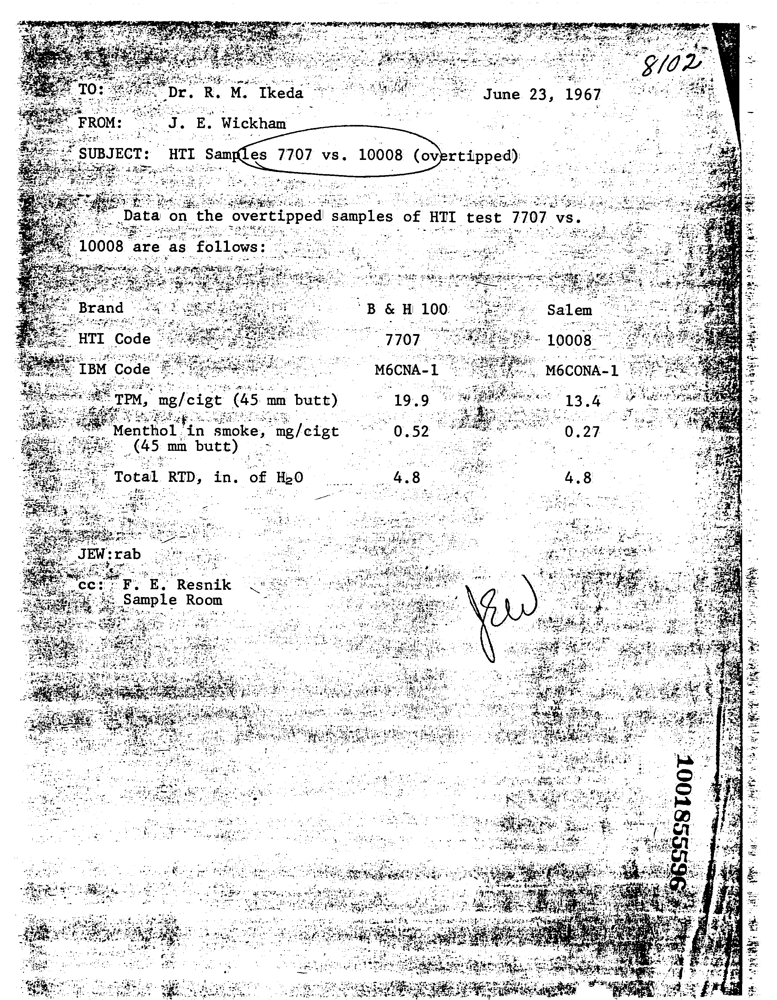 8102
TO: Dr. R. M. Ikeda June 23, 1967
FROM: J. E. Wickham
SUBJECT: HTI Samples 7707 vs. 10008 (overtipped)
Data on the overtipped samples of HTI test 7707 vs.
10008 are as follows:
Brand B & H 100 Salem
HTI Code 7707 10008
IBM Code M6CNA-1 M6CONA-1
TPM, mg/cigt (45 mm butt) 19.9 13.4
Menthol in smoke, mg/cigt 0.52 0.27
(45 mm butt)
Total RTD, in. of H₂O 4.8 4.8
JEW:rab
cc: F. E. Resnik
Sample Room
JEW
1001855596